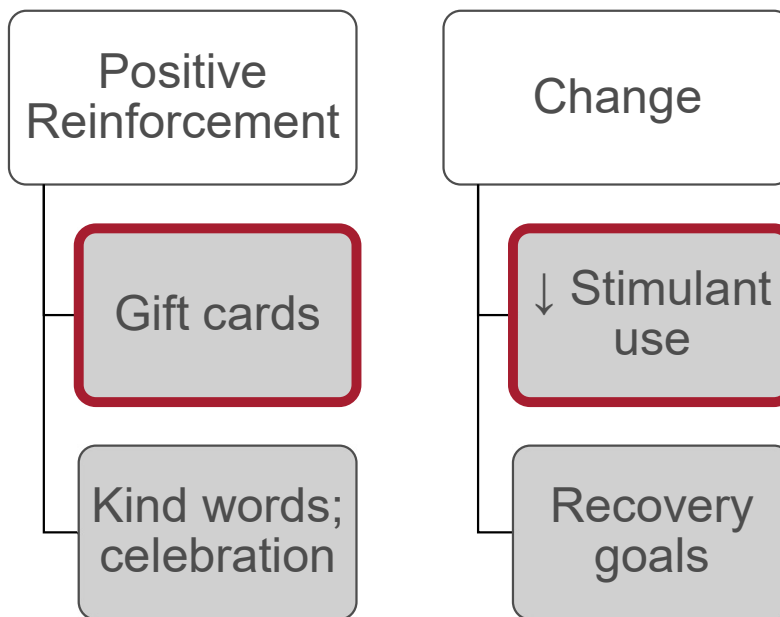 Positive
Reinforcement
Gift cards
Kind words;
celebration
Change
↓ Stimulant
use
Recovery
goals